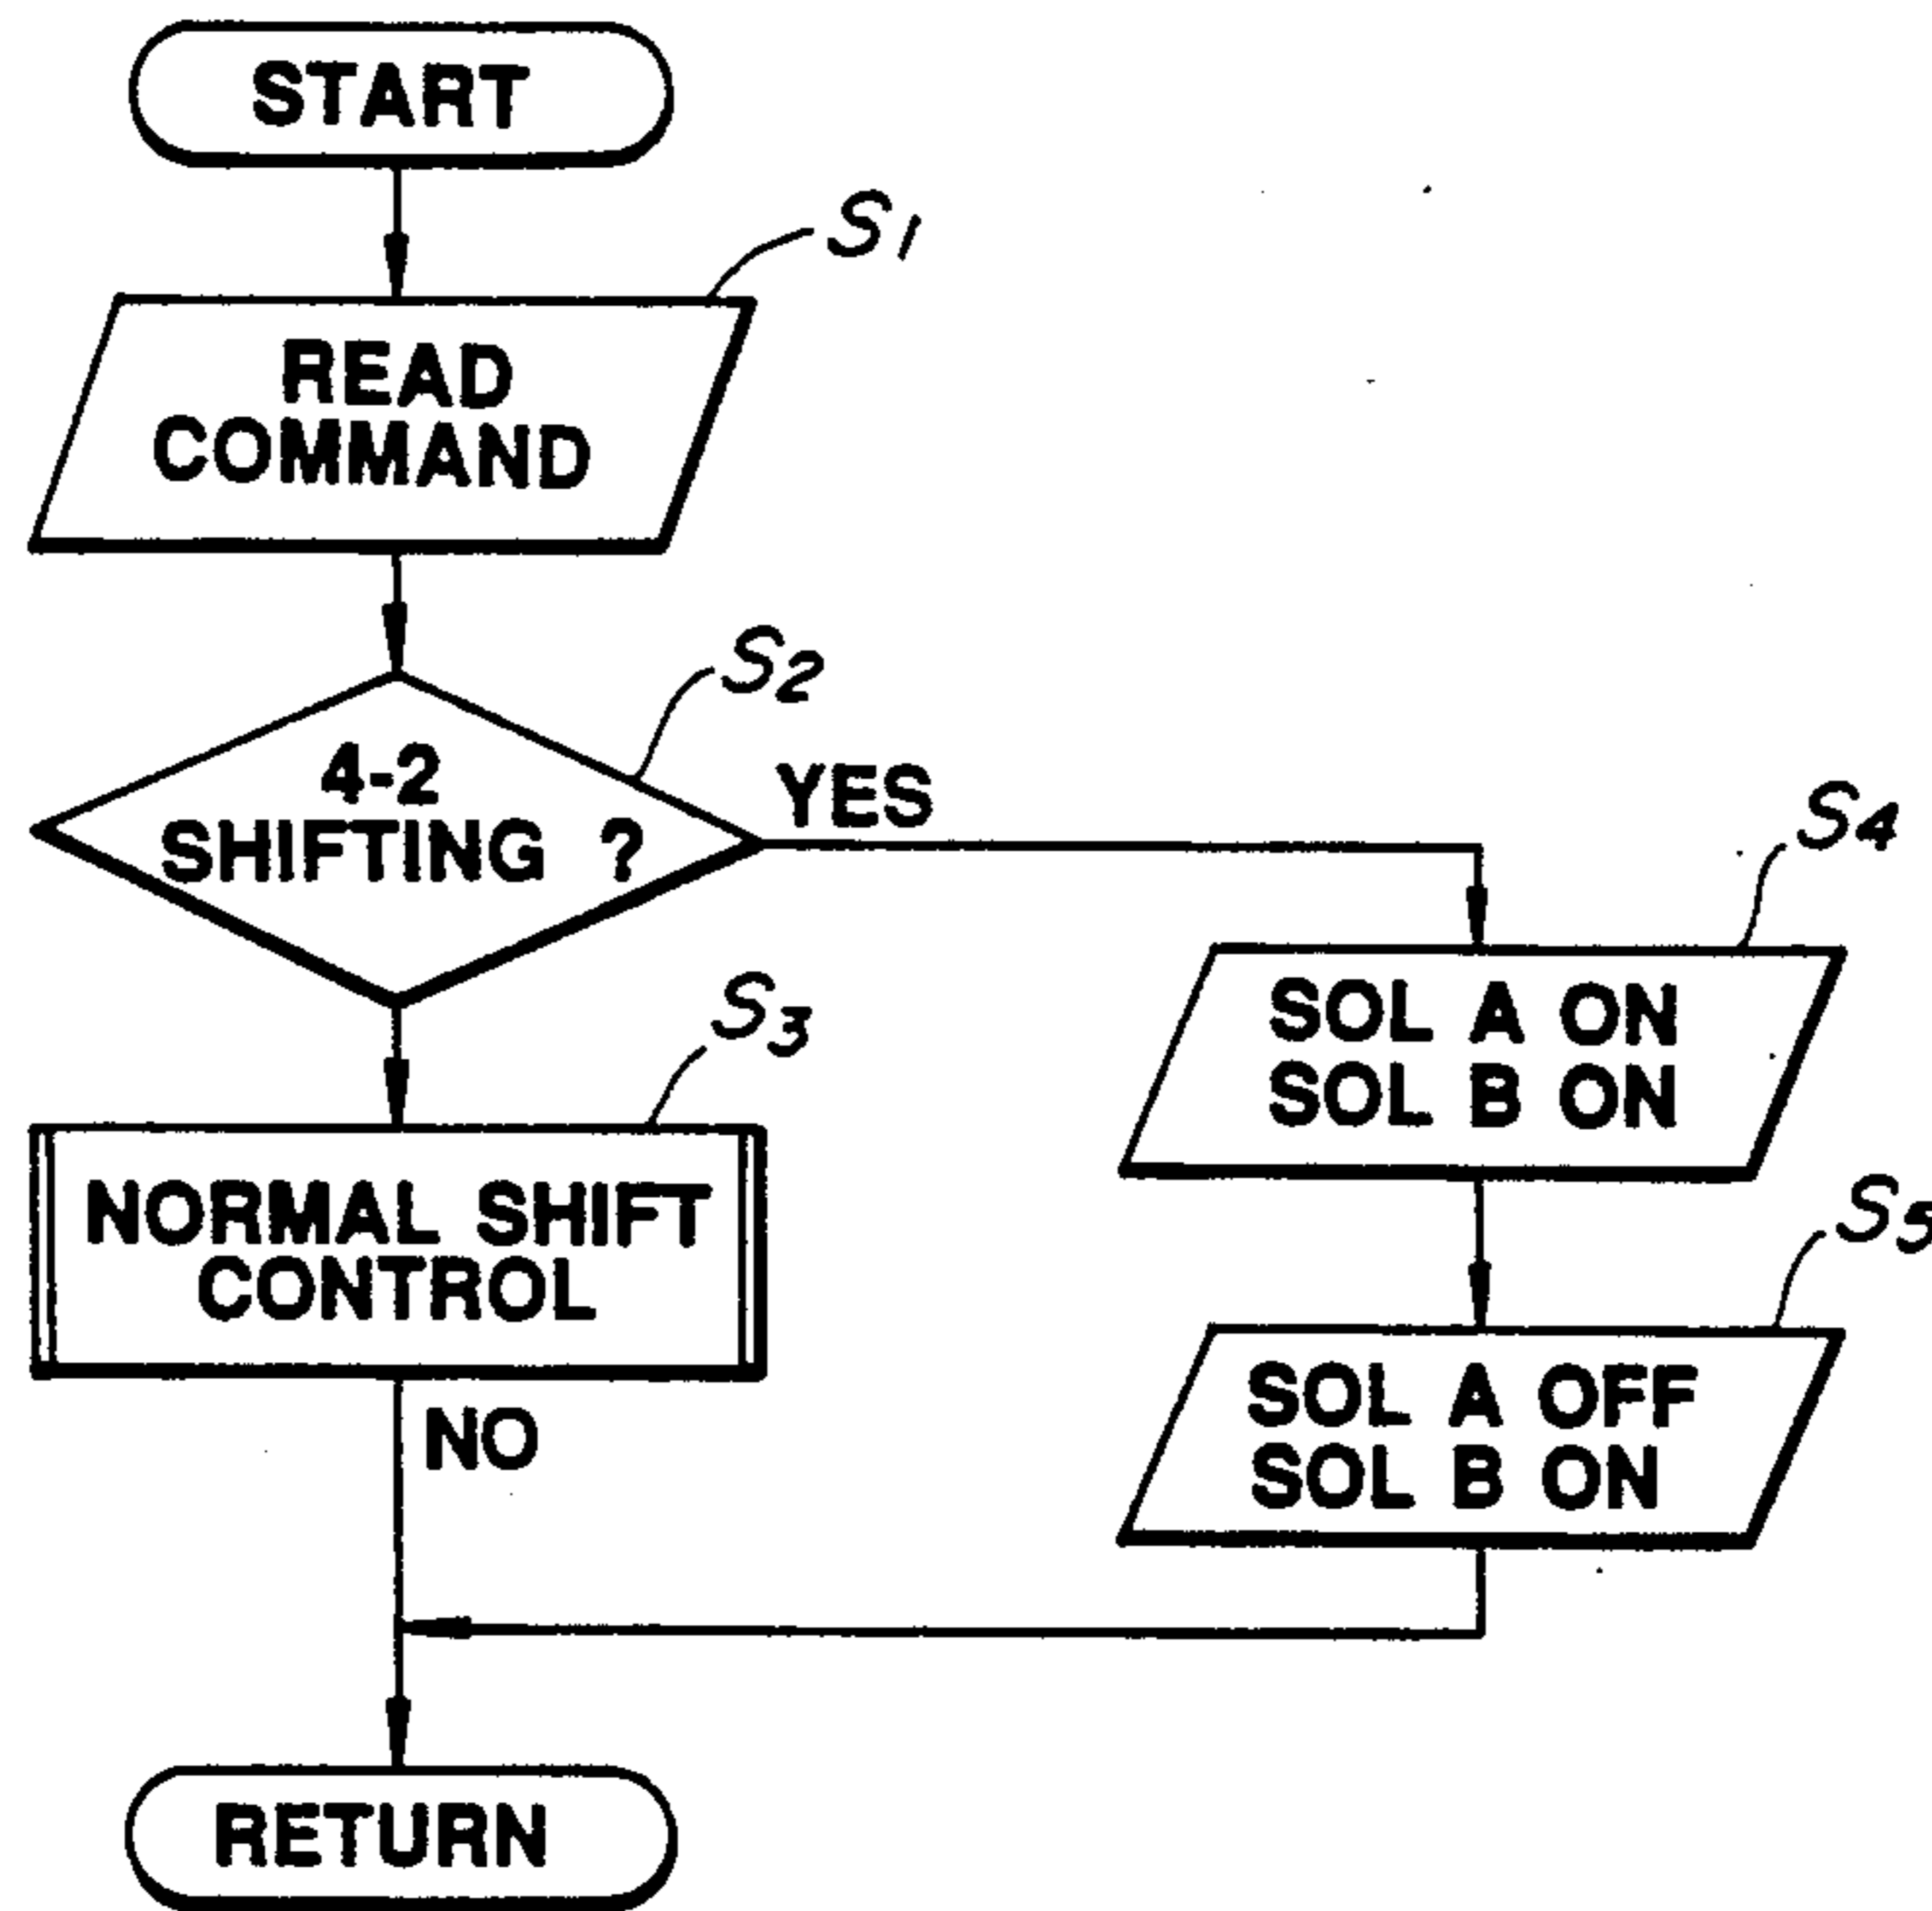 START
S1
READ
COMMAND
S2
4-2
SHIFTING ?
YES
S3
NORMAL SHIFT
CONTROL
NO
S4
SOL A ON
SOL B ON
S5
SOL A OFF
SOL B ON
RETURN